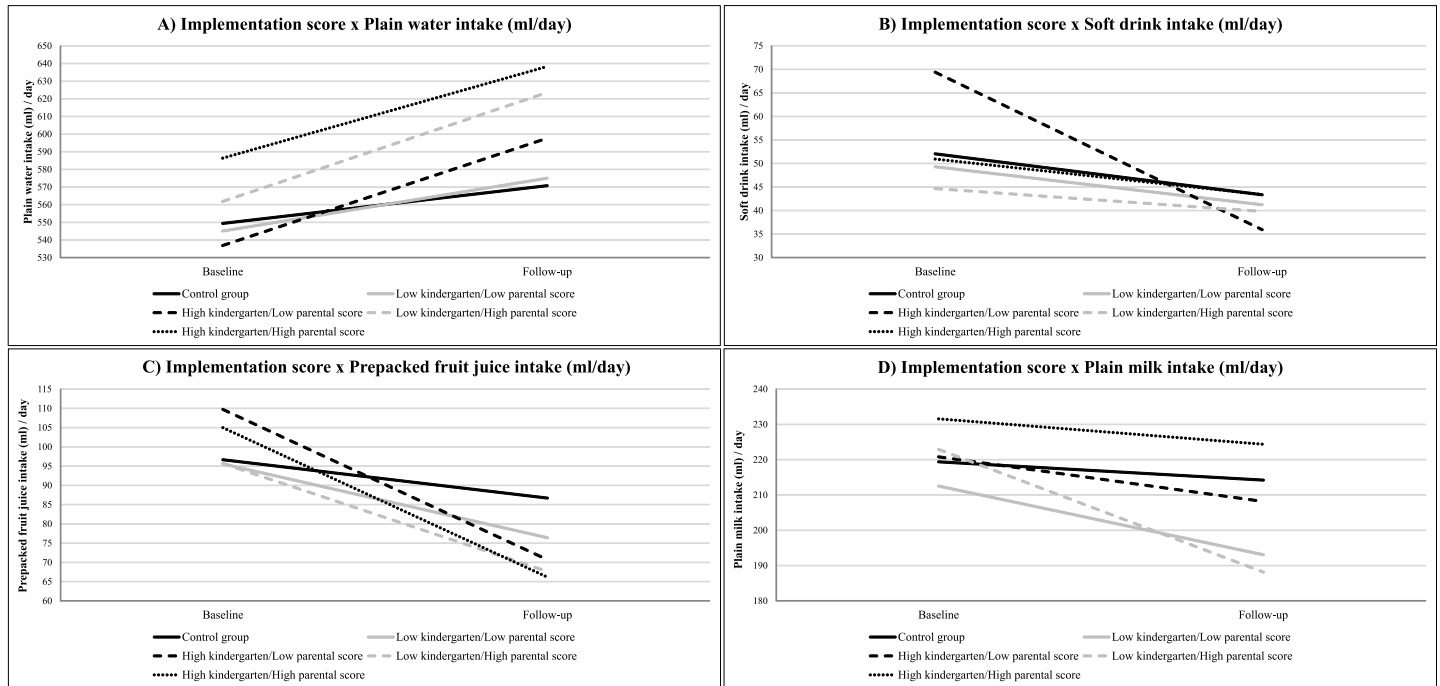 A) Implementation score x Plain water intake (ml/day)
Plain water intake (ml) / day
650
640
630
620
610
600
590
580
570
560
550
540
530
Baseline Follow-up
Control group Low kindergarten/Low parental score
High kindergarten/Low parental score Low kindergarten/High parental score
High kindergarten/High parental score
B) Implementation score x Soft drink intake (ml/day)
Soft drink intake (ml) / day
75
70
65
60
55
50
45
40
35
30
Baseline Follow-up
Control group Low kindergarten/Low parental score
High kindergarten/Low parental score Low kindergarten/High parental score
High kindergarten/High parental score
C) Implementation score x Prepacked fruit juice intake (ml/day)
Prepacked fruit juice intake (ml) / day
115
110
105
100
95
90
85
80
75
70
65
60
Baseline Follow-up
Control group Low kindergarten/Low parental score
High kindergarten/Low parental score Low kindergarten/High parental score
High kindergarten/High parental score
D) Implementation score x Plain milk intake (ml/day)
Plain milk intake (ml) / day
240
230
220
210
200
190
180
Baseline Follow-up
Control group Low kindergarten/Low parental score
High kindergarten/Low parental score Low kindergarten/High parental score
High kindergarten/High parental score